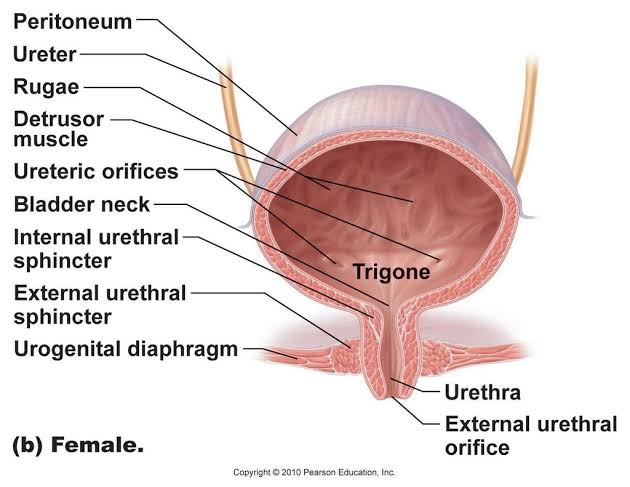 Peritoneum
Ureter
Rugae
Detrusor
muscle
Ureteric orifices
Bladder neck
Internal urethral
sphincter
External urethral
sphincter
Urogenital diaphragm
Trigone
Urethra
External urethral
orifice
(b) Female.
Copyright © 2010 Pearson Education, Inc.